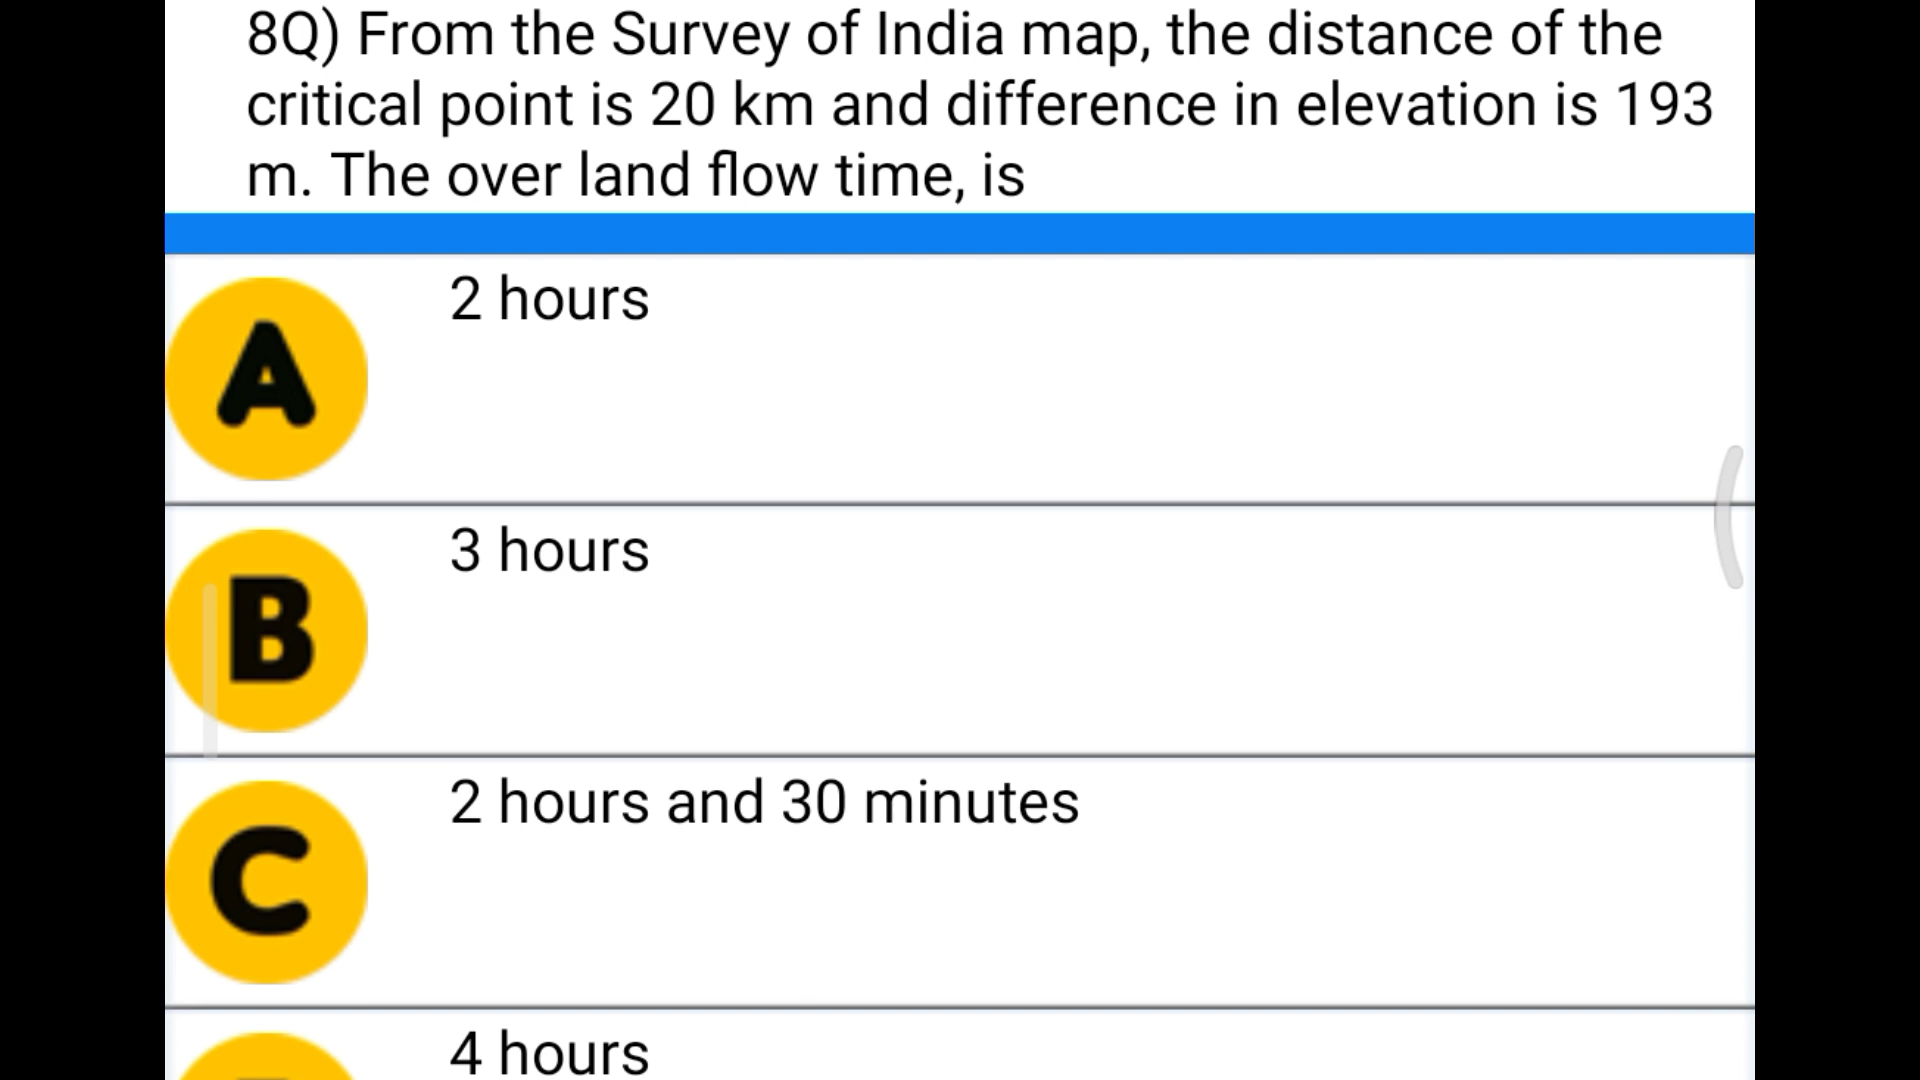 8Q) From the Survey of India map, the distance of the
critical point is 20 km and difference in elevation is 193
m. The over land flow time, is
A
2 hours
B
3 hours
C
2 hours and 30 minutes
4 hours